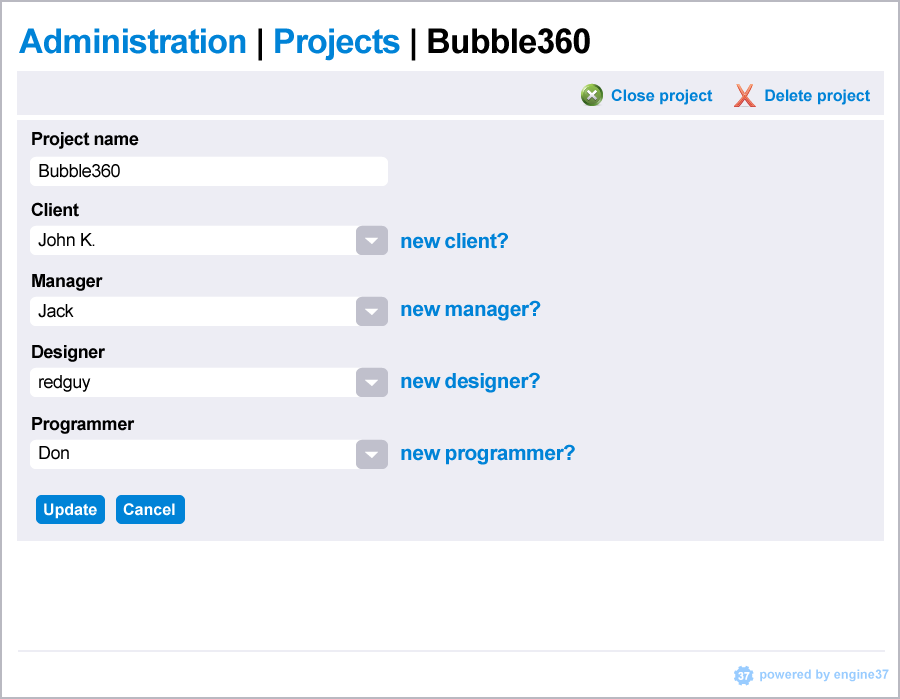 Administration | Projects | Bubble360
Close project Delete project
Project name
Bubble360
Client
John K. new client?
Manager
Jack new manager?
Designer
redguy new designer?
Programmer
Don new programmer?
Update Cancel
37 powered by engine37